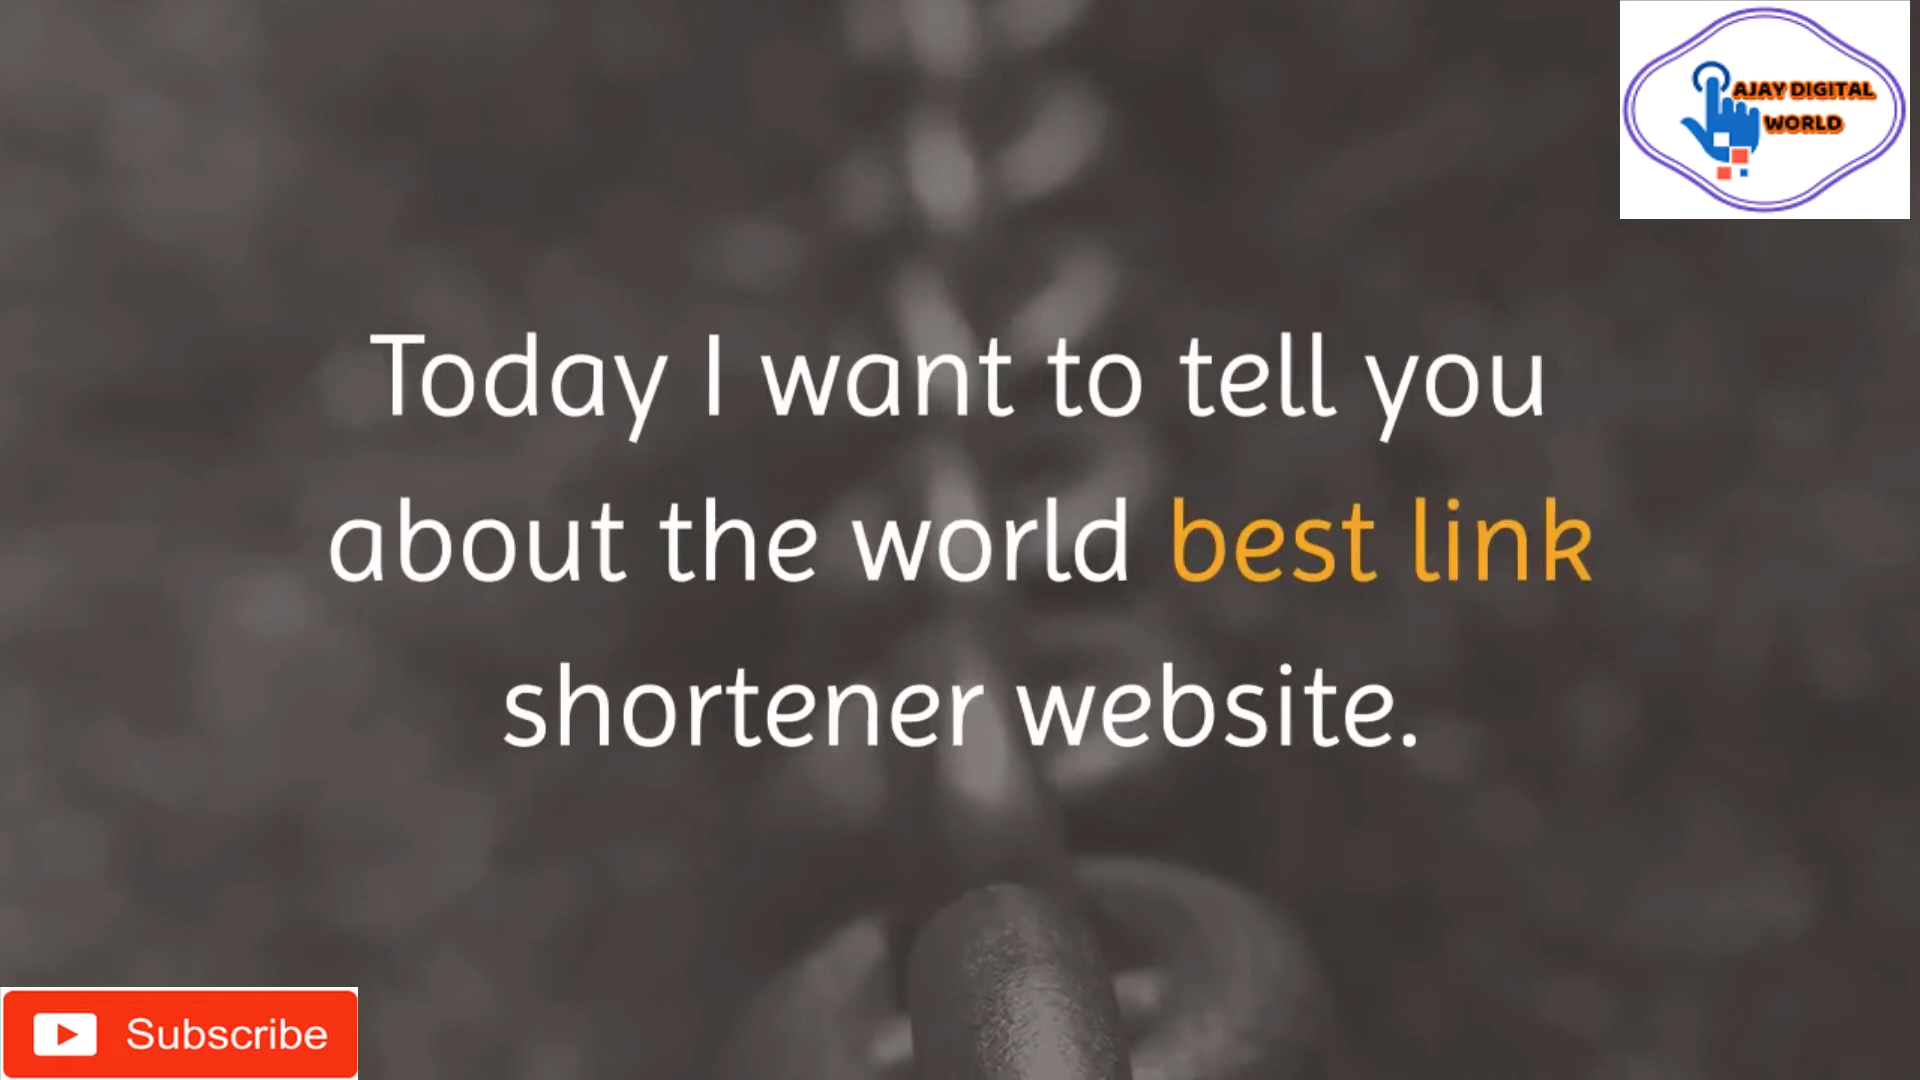 AJAY DIGITAL
WORLD
Today I want to tell you
about the world best link
shortener website.
Subscribe